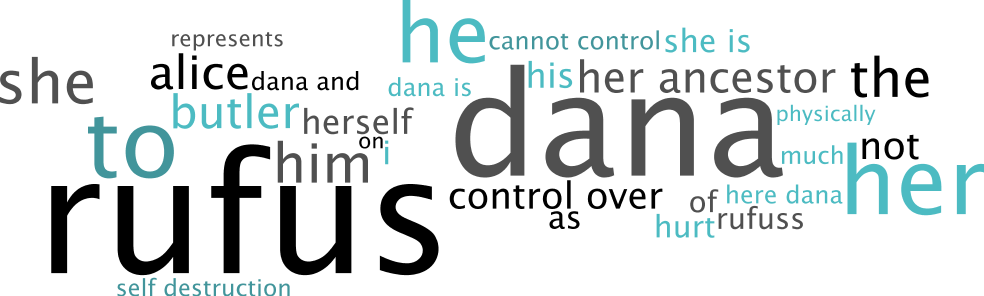 he
represents
cannot control
she is
she
alice
dana and
dana is
his
her ancestor
the
butler
herself
dana
physically
to
on
him
i
much
not
rufus
control over
her
as
of
here dana
hurt
rufuss
self destruction